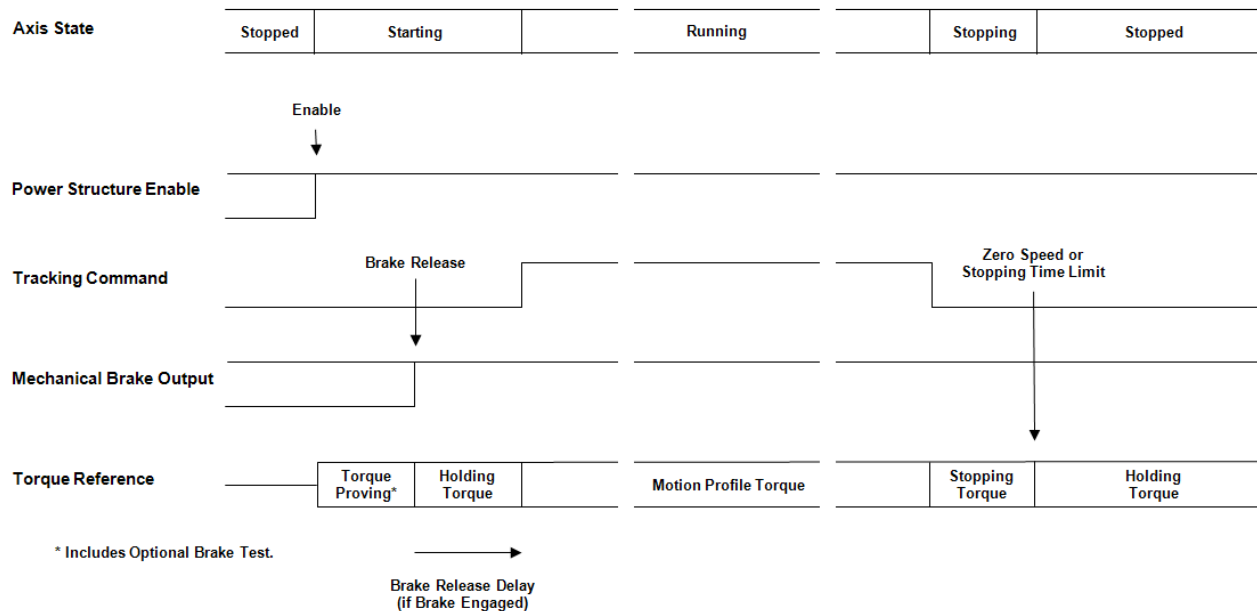 Axis State
Stopped
Starting
Running
Stopping
Stopped
Enable
Power Structure Enable
Brake Release
Zero Speed or
Stopping Time Limit
Tracking Command
Mechanical Brake Output
Torque Reference
Torque
Proving*
Holding
Torque
Motion Profile Torque
Stopping
Torque
Holding
Torque
* Includes Optional Brake Test.
Brake Release Delay
(if Brake Engaged)